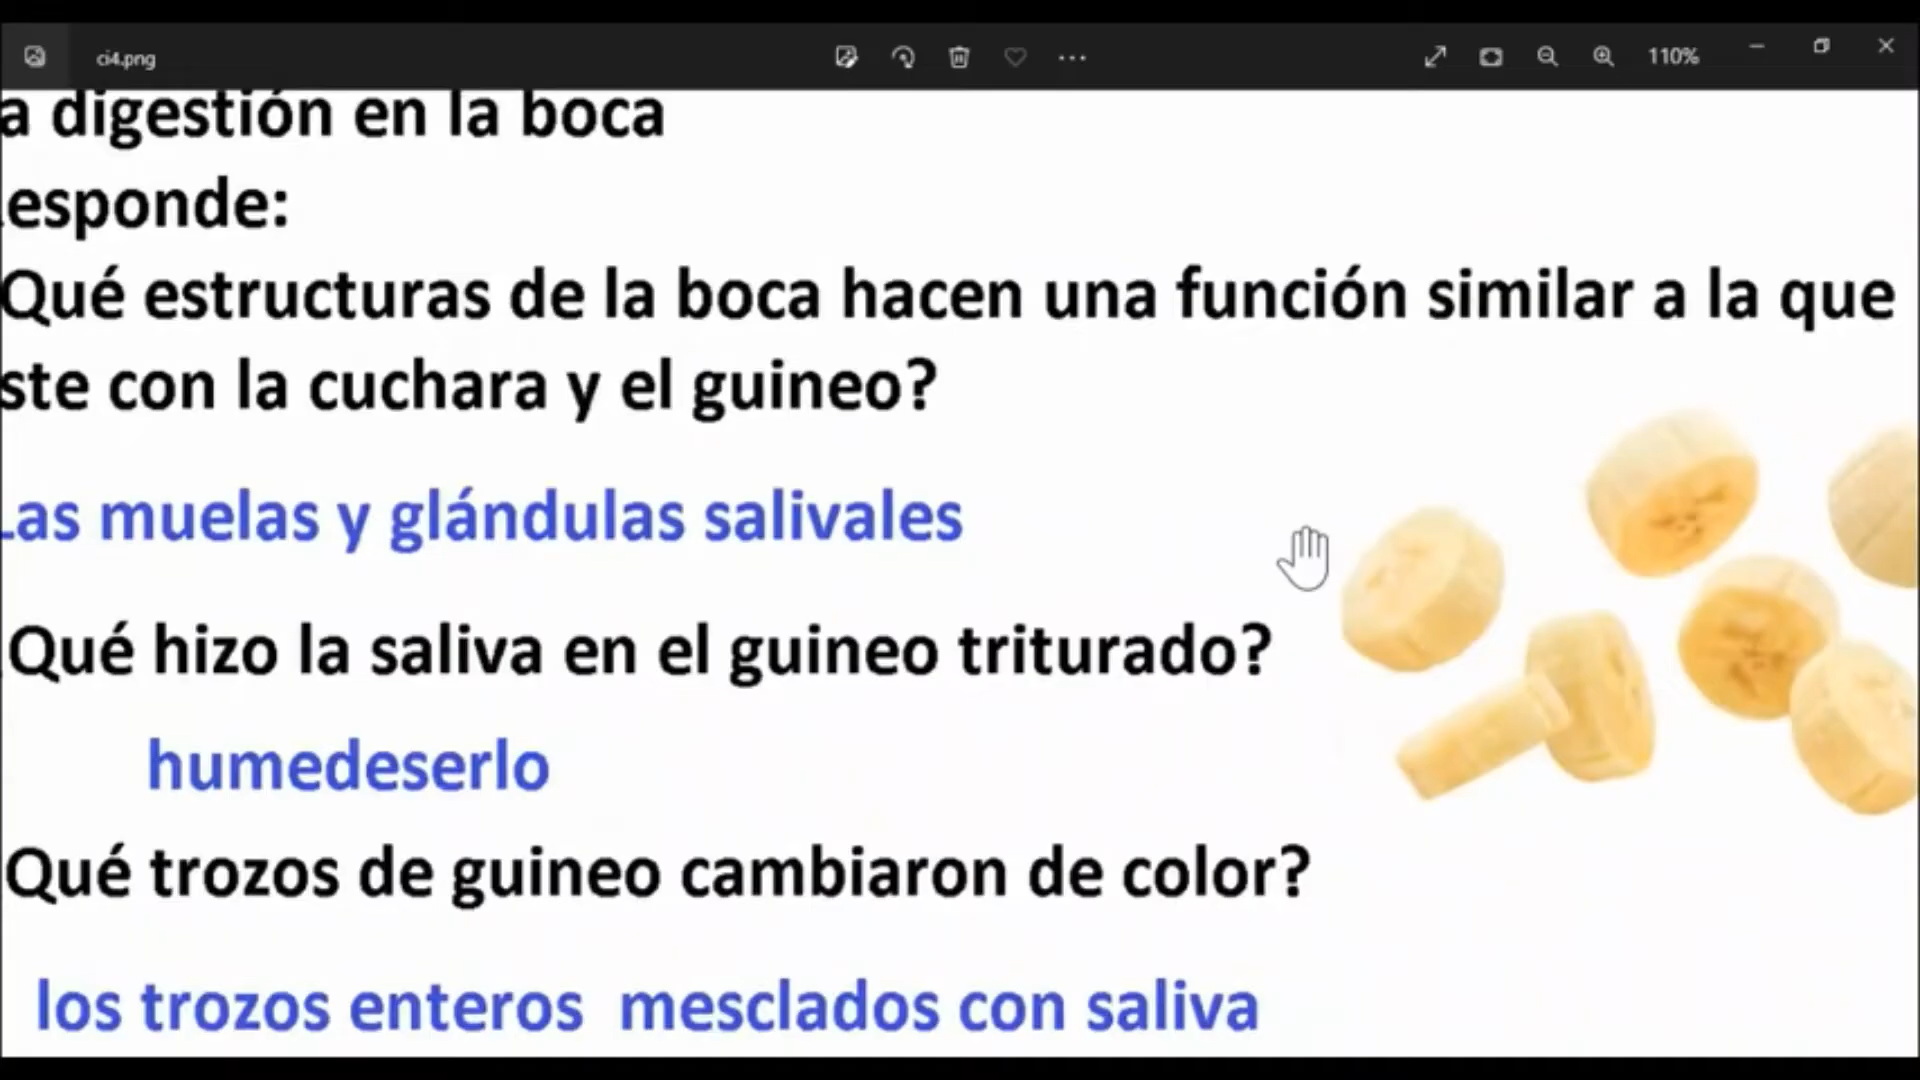 ci4.png
110%
a digestión en la boca
esponde:
Qué estructuras de la boca hacen una función similar a la que
ste con la cuchara y el guineo?
Las muelas y glándulas salivales
Qué hizo la saliva en el guineo triturado?
humedeserlo
Qué trozos de guineo cambiaron de color?
los trozos enteros mesclados con saliva